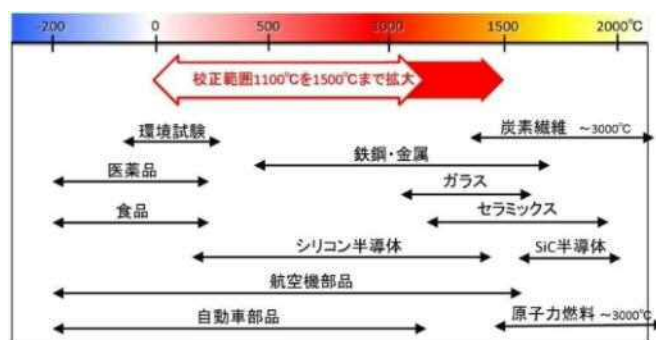 -200 0 500 1000 1500 2000℃
校正範囲1100℃を1500℃まで拡大
環境試験 炭素繊維 ~3000℃
鉄鋼・金属
医薬品 ガラス
食品 セラミックス
シリコン半導体 SiC半導体
航空機部品
自動車部品 原子力燃料 ~3000℃